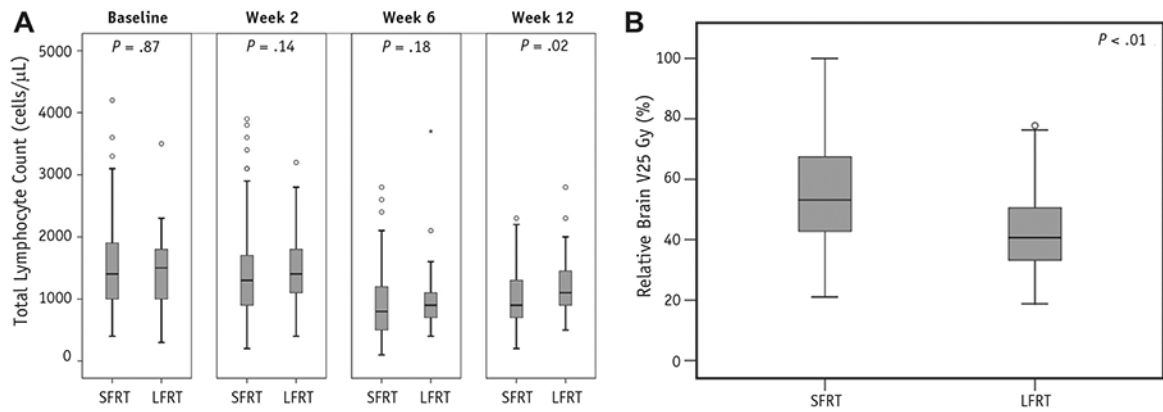 A
Baseline
Week 2
Week 6
Week 12
P = .87
P = .14
P = .18
P = .02
Total Lymphocyte Count (cells/μL)
5000
4000
3000
2000
1000
0
SFRT
LFRT
SFRT
LFRT
SFRT
LFRT
SFRT
LFRT
B
P < .01
Relative Brain V25 Gy (%)
100
80
60
40
20
0
SFRT
LFRT